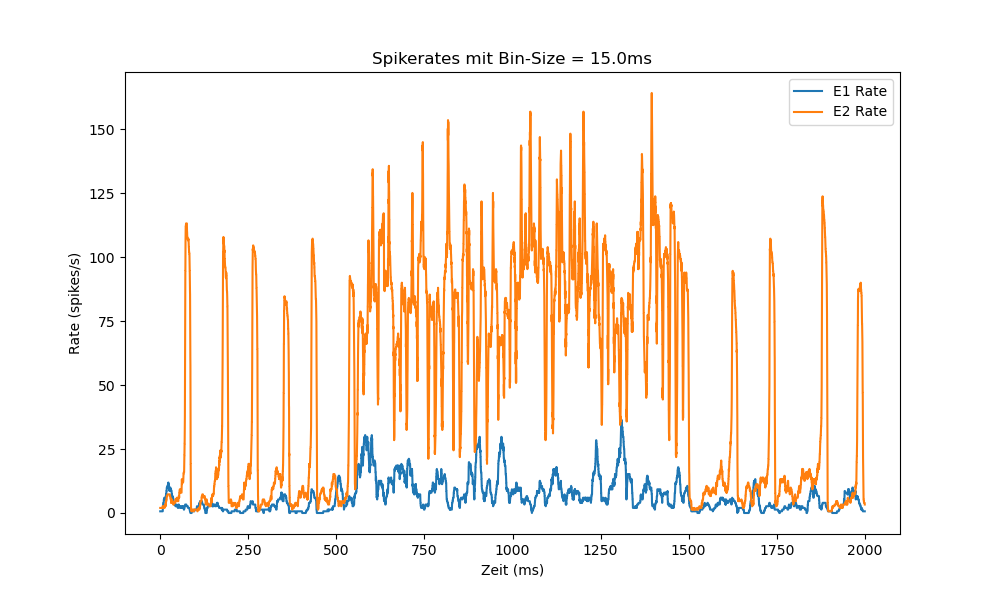 Spikerates mit Bin-Size = 15.0ms
E1 Rate
E2 Rate
Rate (spikes/s)
150
125
100
75
50
25
0
0 250 500 750 1000 1250 1500 1750 2000
Zeit (ms)